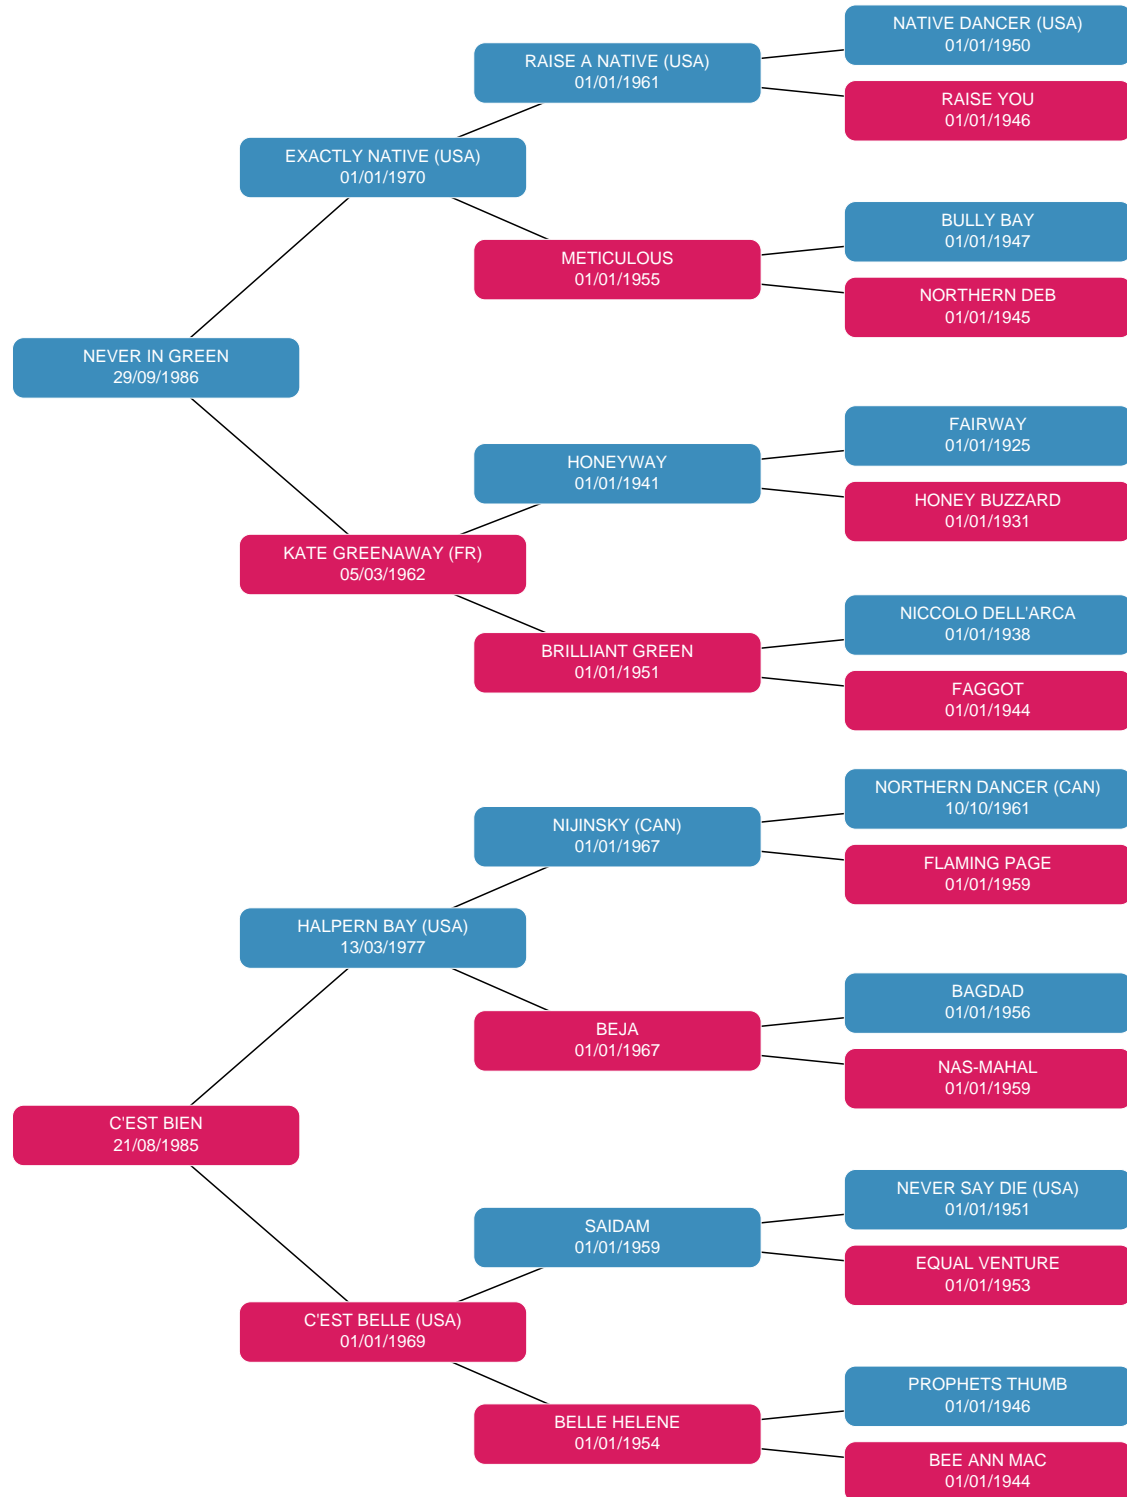 NATIVE DANCER (USA)
01/01/1950
RAISE A NATIVE (USA)
01/01/1961
RAISE YOU
01/01/1946
EXACTLY NATIVE (USA)
01/01/1970
BULLY BAY
01/01/1947
METICULOUS
01/01/1955
NORTHERN DEB
01/01/1945
NEVER IN GREEN
29/09/1986
FAIRWAY
01/01/1925
HONEYWAY
01/01/1941
HONEY BUZZARD
01/01/1931
KATE GREENAWAY (FR)
05/03/1962
NICCOLO DELL'ARCA
01/01/1938
BRILLIANT GREEN
01/01/1951
FAGGOT
01/01/1944
NORTHERN DANCER (CAN)
10/10/1961
NIJINSKY (CAN)
01/01/1967
FLAMING PAGE
01/01/1959
HALPERN BAY (USA)
13/03/1977
BAGDAD
01/01/1956
BEJA
01/01/1967
NAS-MAHAL
01/01/1959
C'EST BIEN
21/08/1985
NEVER SAY DIE (USA)
01/01/1951
SAIDAM
01/01/1959
EQUAL VENTURE
01/01/1953
C'EST BELLE (USA)
01/01/1969
PROPHETS THUMB
01/01/1946
BELLE HELENE
01/01/1954
BEE ANN MAC
01/01/1944